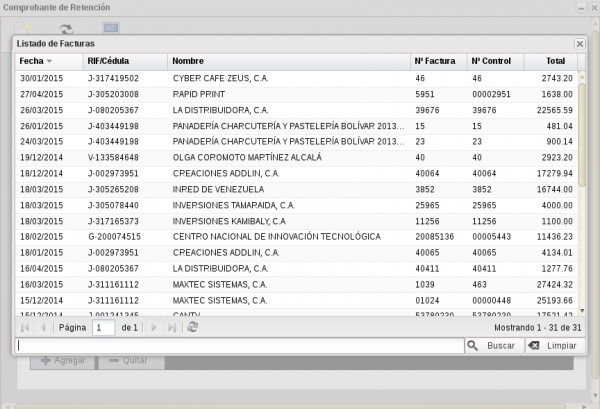 Comprobante de Retención
Listado de Facturas
Fecha RIF/Cédula Nombre Nº Factura Nº Control Total
30/01/2015 J-317419502 CYBER CAFE ZEUS, C.A. 46 46 2743.20
27/04/2015 J-305203008 RAPID PRINT 5951 00002951 1638.00
26/03/2015 J-080205367 LA DISTRIBUIDORA, C.A. 39676 39676 22565.59
26/01/2015 J-403449198 PANADERÍA CHARCUTERÍA Y PASTELERÍA BOLÍVAR 2013... 15 15 481.04
24/03/2015 J-403449198 PANADERÍA CHARCUTERÍA Y PASTELERÍA BOLÍVAR 2013... 23 23 900.14
19/12/2014 V-133584648 OLGA COROMOTO MARTÍNEZ ALCALÁ 40 40 2923.20
18/12/2014 J-002973951 CREACIONES ADDLIN, C.A. 40064 40064 17279.94
18/03/2015 J-305265208 INRED DE VENEZUELA 3852 3852 16744.00
18/03/2015 J-305078440 INVERSIONES TAMARAIDA, C.A. 25965 25965 4000.00
18/03/2015 J-317165373 INVERSIONES KAMIBALY, C.A 11256 11256 1100.00
18/02/2015 G-200074515 CENTRO NACIONAL DE INNOVACIÓN TECNOLÓGICA 20085136 00005443 11436.23
18/01/2015 J-002973951 CREACIONES ADDLIN, C.A. 40065 40065 4134.01
16/04/2015 J-080205367 LA DISTRIBUIDORA, C.A. 40411 40411 1277.76
16/03/2015 J-311161112 MAXTEC SISTEMAS, C.A. 1039 463 27424.32
15/12/2014 J-311161112 MAXTEC SISTEMAS, C.A. 01024 00000448 25193.66
15/12/2014 J-001241345 CANTV 53780230 53780230 17521.42
Página 1 de 1 Mostrando 1 - 31 de 31
Buscar Limpiar
Agregar Quitar